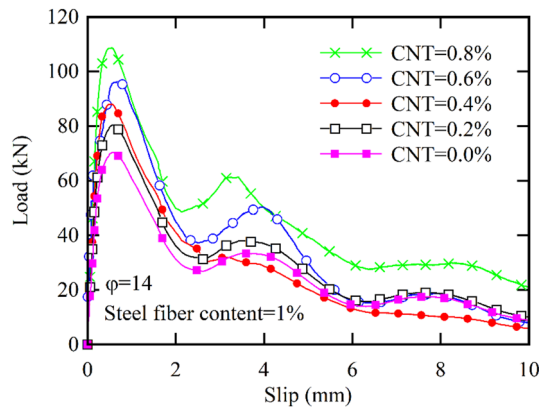 120
100
80
60
40
20
0
Load (kN)
CNT=0.8%
CNT=0.6%
CNT=0.4%
CNT=0.2%
CNT=0.0%
φ=14
Steel fiber content=1%
0 2 4 6 8 10
Slip (mm)